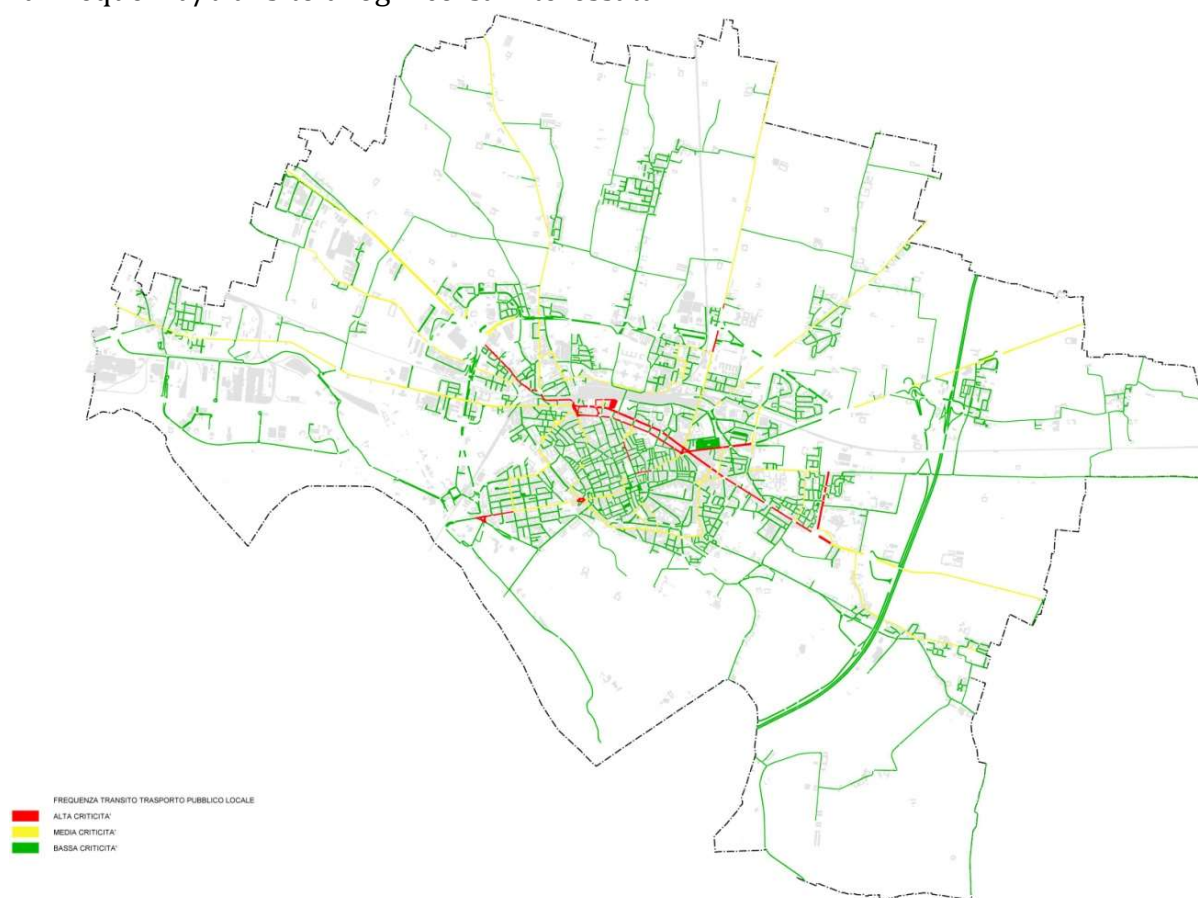 FREQUENZA TRANSITO TRASPORTO PUBBLICO LOCALE
ALTA CRITICITA'
MEDIA CRITICITA'
BASSA CRITICITA'